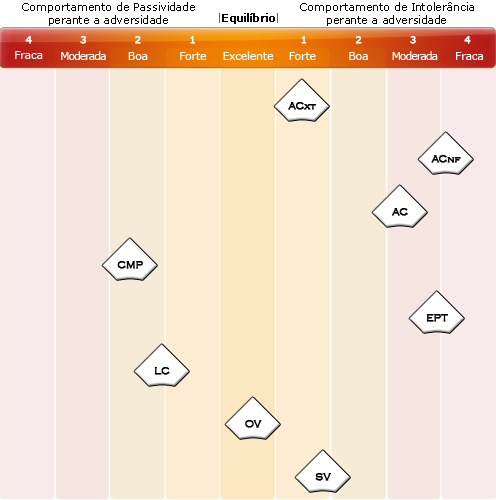 Comportamento de Passividade
perante a adversidade
|Equilíbrio|
Comportamento de Intolerância
perante a adversidade
4 3 2 1 1 2 3 4
Fraca Moderada Boa Forte Excelente Forte Boa Moderada Fraca
ACXT
ACNF
AC
CMP
EPT
LC
OV
SV